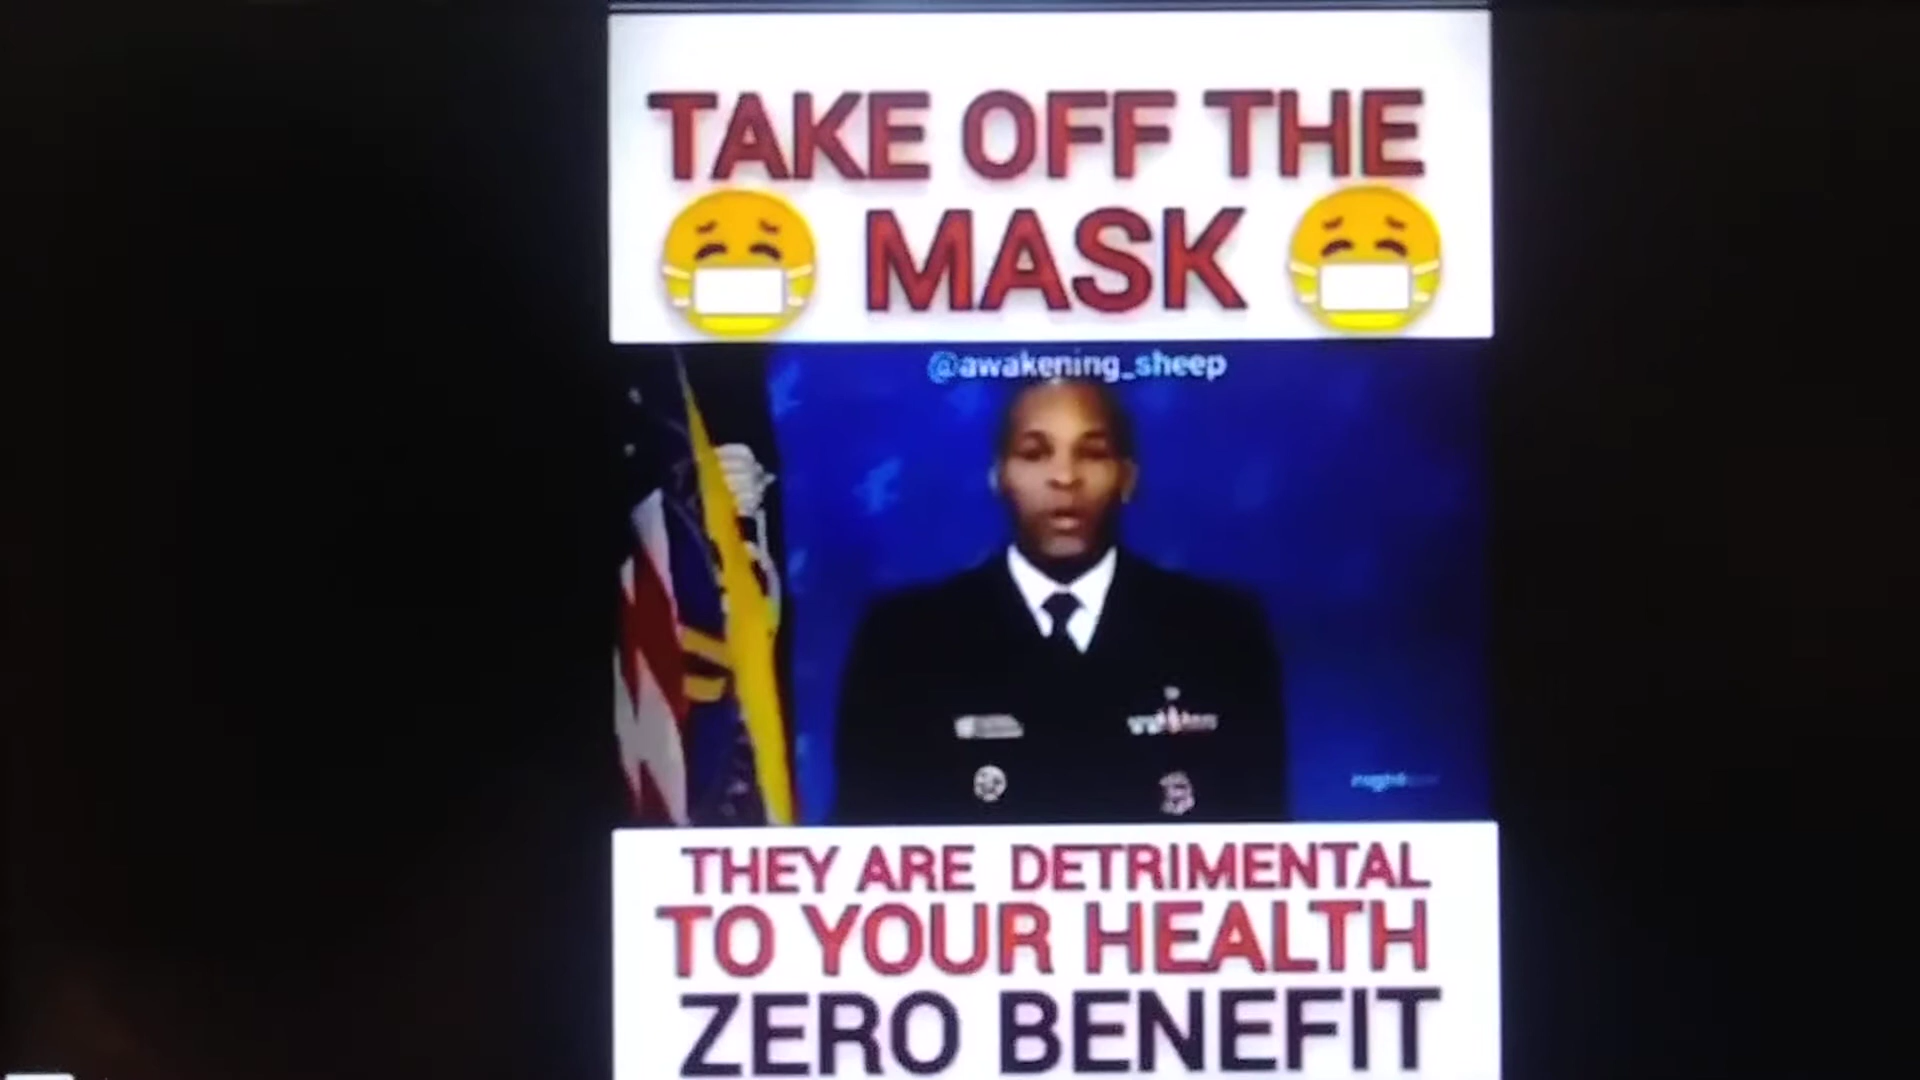 TAKE OFF THE
MASK
@awakening_sheep
THEY ARE DETRIMENTAL
TO YOUR HEALTH
ZERO BENEFIT